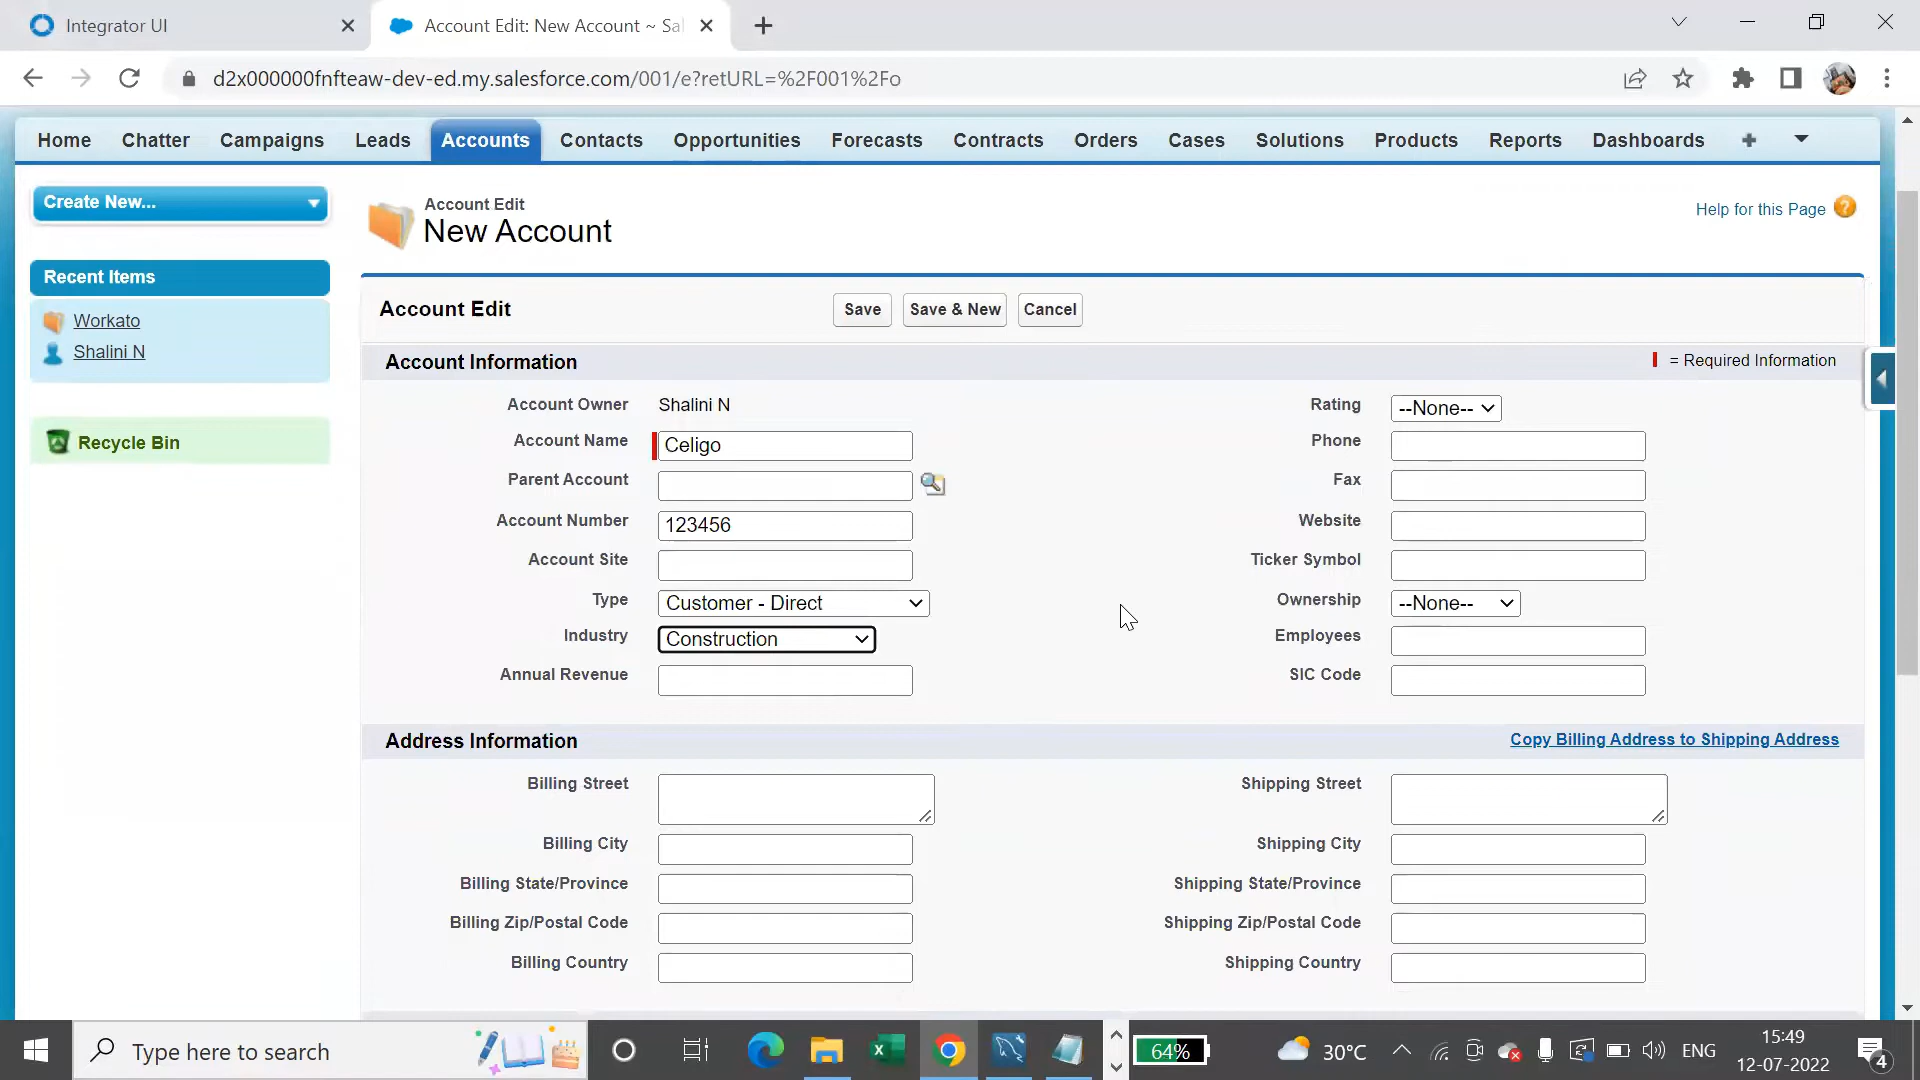 Integrator UI
Account Edit: New Account ~ Sal
d2x000000fnfteaw-dev-ed.my.salesforce.com/001/e?retURL=%2F001%2Fo
Home Chatter Campaigns Leads Accounts Contacts Opportunities Forecasts Contracts Orders Cases Solutions Products Reports Dashboards +
Create New...
Recent Items
Workato
Shalini N
Recycle Bin
Account Edit
New Account
Help for this Page ?
Account Edit Save Save & New Cancel
Account Information = Required Information
Account Owner Shalini N Rating --None--
Account Name Celigo Phone
Parent Account Fax
Account Number 123456 Website
Account Site Ticker Symbol
Type Customer - Direct Ownership --None--
Industry Construction Employees
Annual Revenue SIC Code
Address Information Copy Billing Address to Shipping Address
Billing Street Shipping Street
Billing City Shipping City
Billing State/Province Shipping State/Province
Billing Zip/Postal Code Shipping Zip/Postal Code
Billing Country Shipping Country
Type here to search
64%
30°C
ENG
15:49
12-07-2022
4